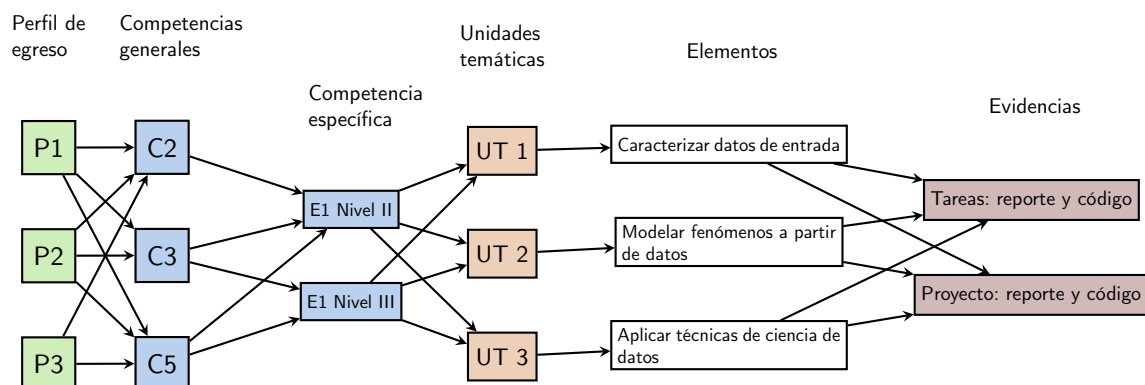 Perfil de
egreso
Competencias
generales
Competencia
específica
Unidades
temáticas
Elementos
Evidencias
P1
P2
P3
C2
C3
C5
E1 Nivel II
E1 Nivel III
UT 1
UT 2
UT 3
Caracterizar datos de entrada
Modelar fenómenos a partir
de datos
Aplicar técnicas de ciencia de
datos
Tareas: reporte y código
Proyecto: reporte y código